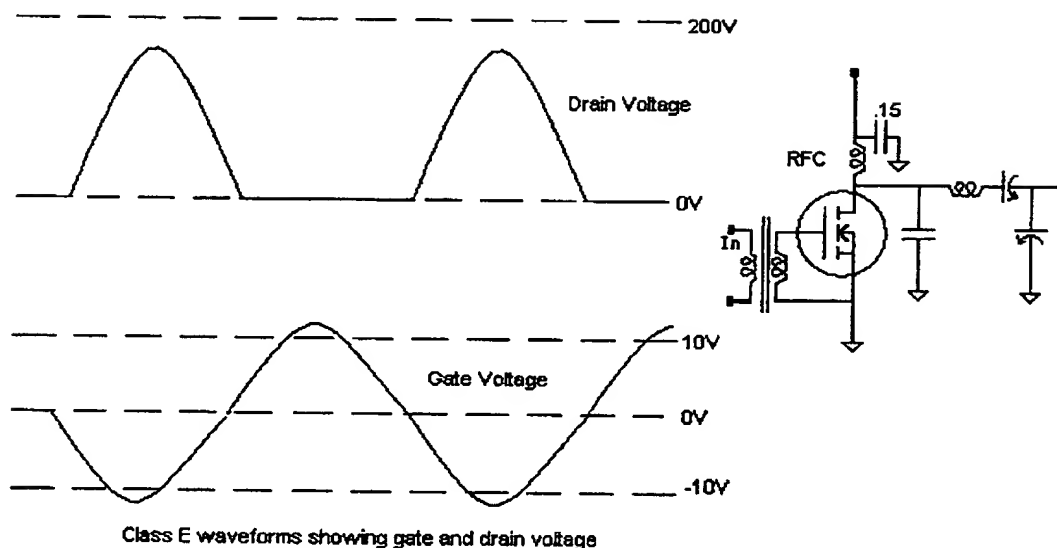 200V
Drain Voltage
.15
RFC
0V
In
10V
Gate Voltage
0V
-10V
Class E waveforms showing gate and drain voltage